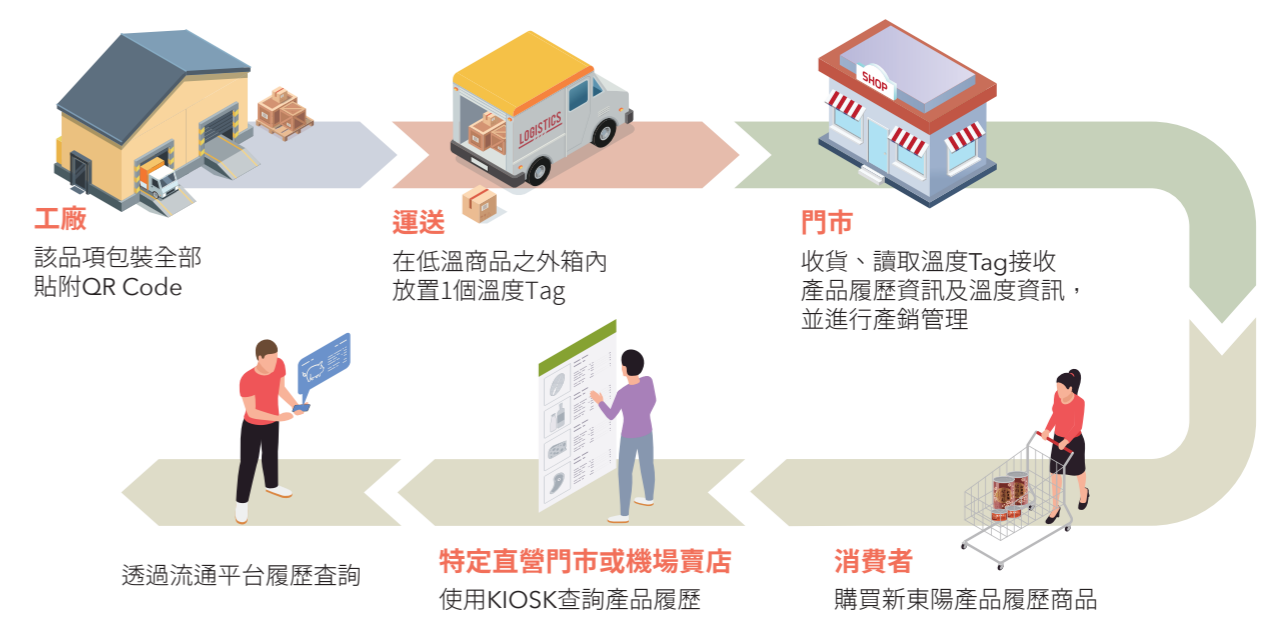 LOGISTICS
SHOP
工廠
該品項包裝全部
貼附QR Code
運送
在低溫商品之外箱內
放置1個溫度Tag
門市
收貨、讀取溫度Tag接收
產品履歷資訊及溫度資訊，
並進行產銷管理
消費者
購買新東陽產品履歷商品
特定直營門市或機場賣店
使用KIOSK查詢產品履歷
透過流通平台履歷查詢